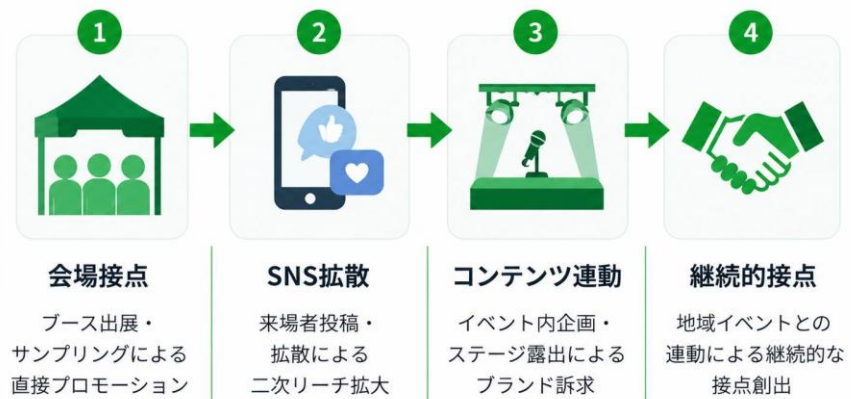 1
会場接点
ブース出展・
サンプリングによる
直接プロモーション
2
SNS拡散
来場者投稿・
拡散による
二次リーチ拡大
3
コンテンツ連動
イベント内企画・
ステージ露出による
ブランド訴求
4
継続的接点
地域イベントとの
連動による継続的な
接点創出